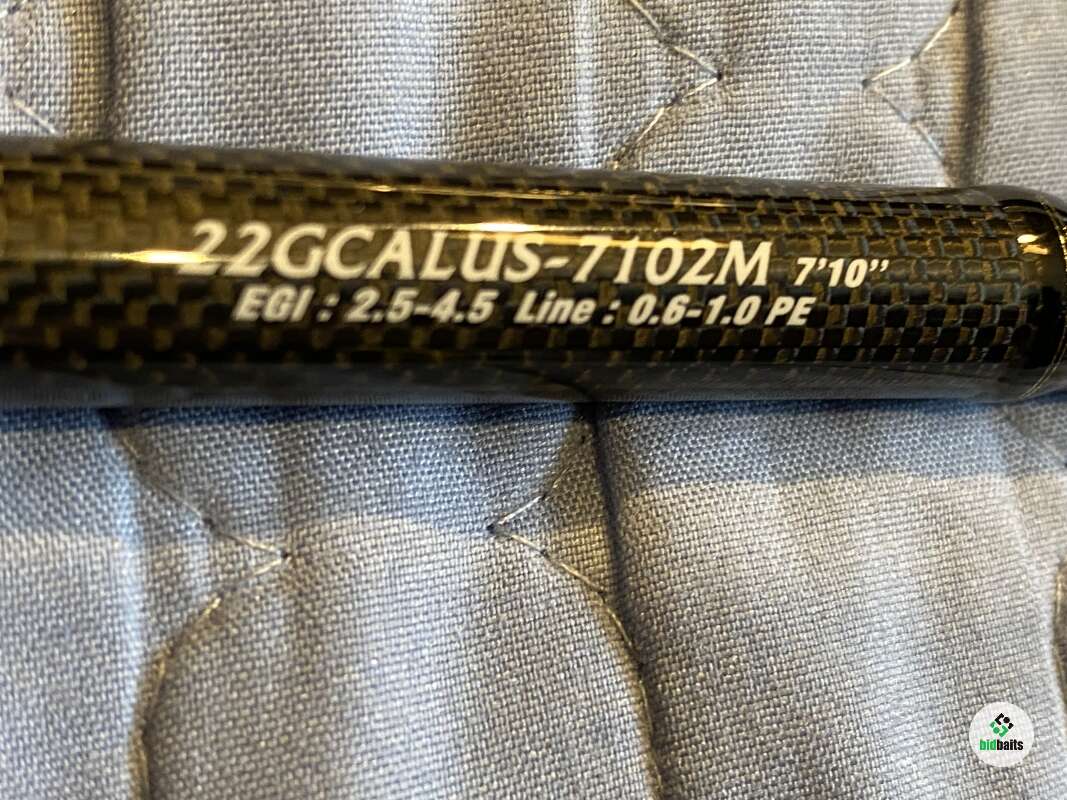 22GCALUS-7102M 7'10"
EGI : 2.5-4.5 Line : 0.6-1.0 PE
bidbaits